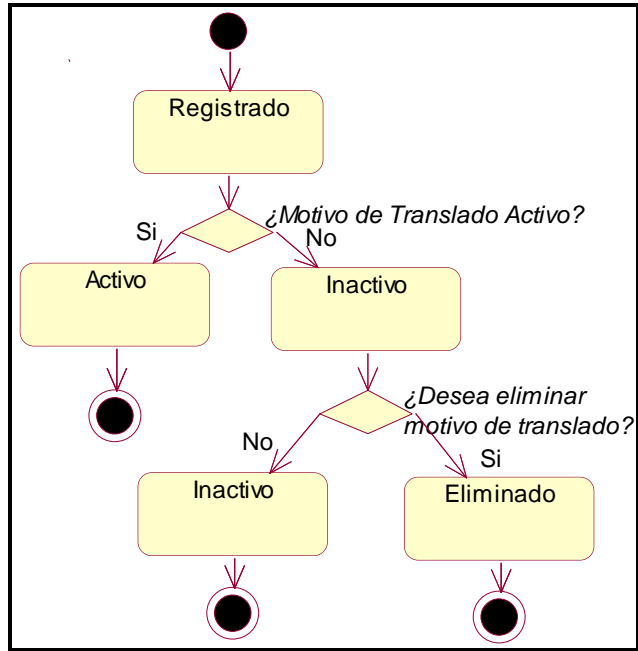 Registrado
¿Motivo de Translado Activo?
Si
No
Activo
Inactivo
¿Desea eliminar
motivo de translado?
No
Si
Inactivo
Eliminado